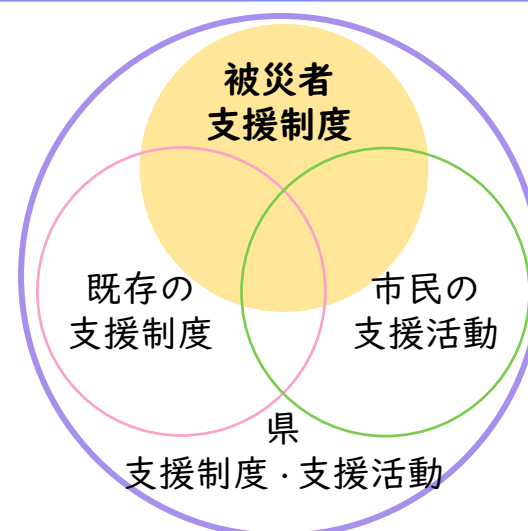 被災者
支援制度
既存の
支援制度
市民の
支援活動
県
支援制度・支援活動